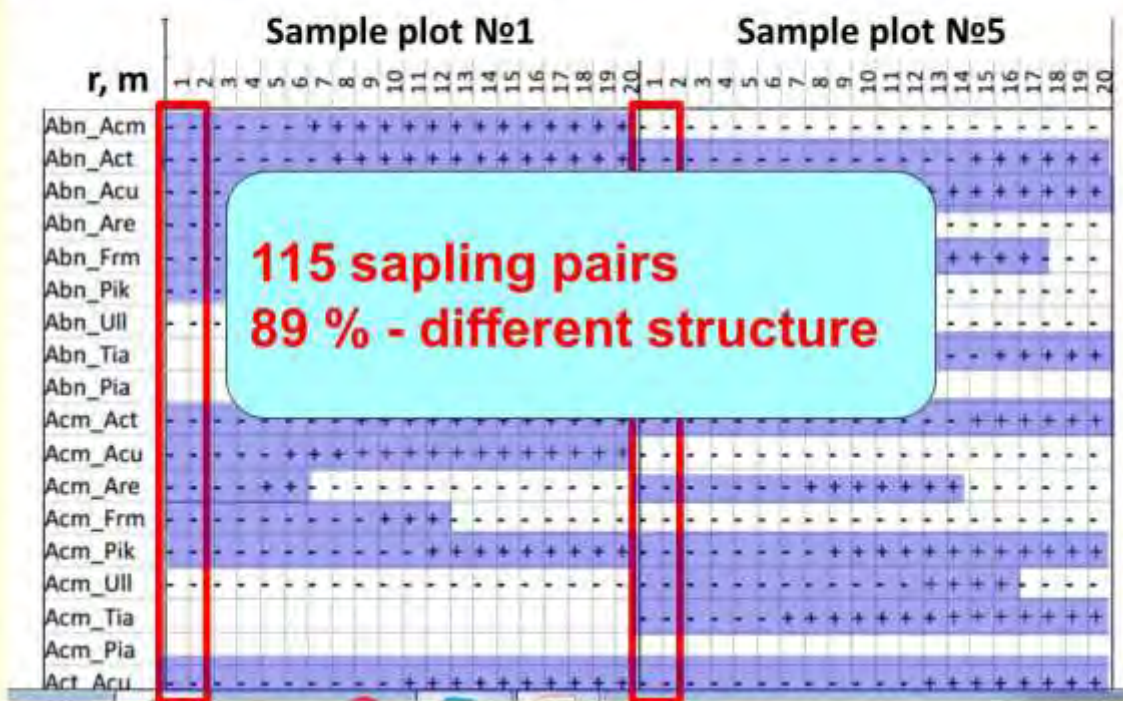 Sample plot №1 Sample plot №5
r, m 1 2 3 4 5 6 7 8 9 10 11 12 13 14 15 16 17 18 19 20 1 2 3 4 5 6 7 8 9 10 11 12 13 14 15 16 17 18 19 20
Abn_Acm
Abn_Act
Abn_Acu
Abn_Are
Abn_Frm
Abn_Pik
Abn_Ull
Abn_Tia
Abn_Pia
Acm_Act
Acm_Acu
Acm_Are
Acm_Frm
Acm_Pik
Acm_Ull
Acm_Tia
Acm_Pia
Act_Acu
115 sapling pairs
89 % - different structure